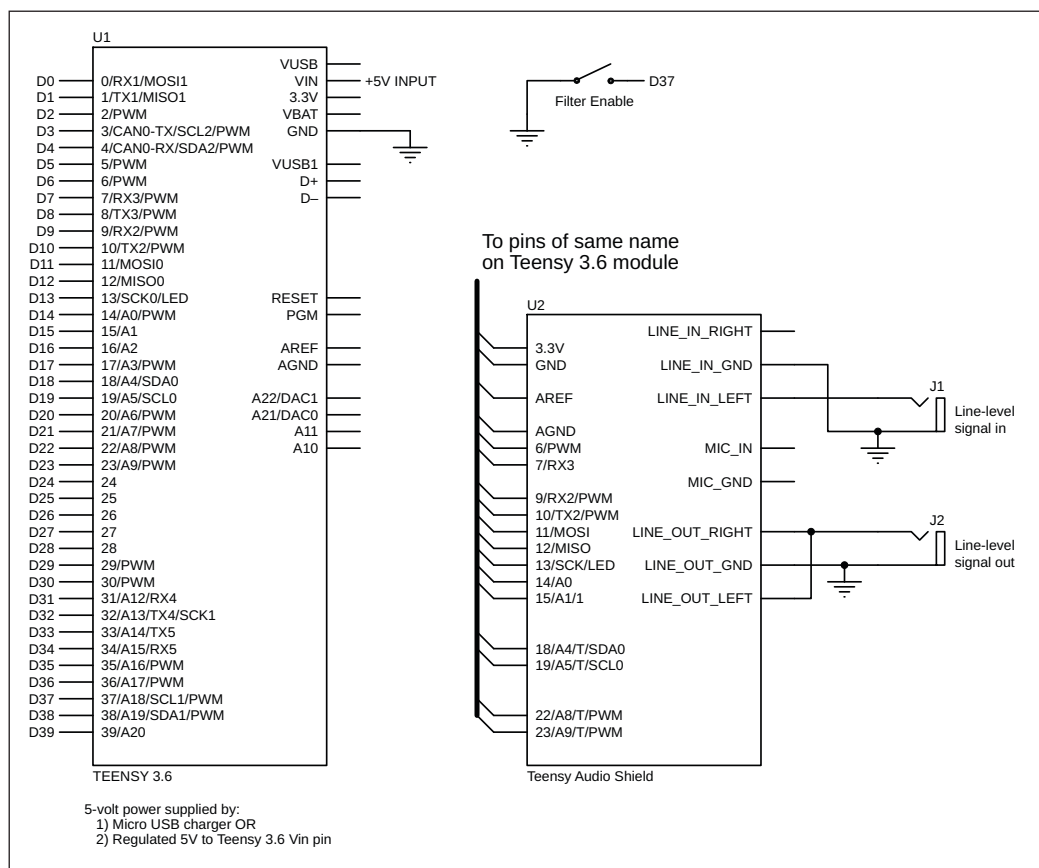 U1
VUSB
D0 0/RX1/MOSI1 VIN +5V INPUT
D1 1/TX1/MISO1 3.3V
D2 2/PWM VBAT
D3 3/CAN0-TX/SCL2/PWM GND
D4 4/CAN0-RX/SDA2/PWM
D5 5/PWM VUSB1
D6 6/PWM D+
D7 7/RX3/PWM D–
D8 8/TX3/PWM
D9 9/RX2/PWM
D10 10/TX2/PWM
D11 11/MOSI0
D12 12/MISO0
D13 13/SCK0/LED RESET
D14 14/A0/PWM PGM
D15 15/A1
D16 16/A2 AREF
D17 17/A3/PWM AGND
D18 18/A4/SDA0
D19 19/A5/SCL0 A22/DAC1
D20 20/A6/PWM A21/DAC0
D21 21/A7/PWM A11
D22 22/A8/PWM A10
D23 23/A9/PWM
D24 24
D25 25
D26 26
D27 27
D28 28
D29 29/PWM
D30 30/PWM
D31 31/A12/RX4
D32 32/A13/TX4/SCK1
D33 33/A14/TX5
D34 34/A15/RX5
D35 35/A16/PWM
D36 36/A17/PWM
D37 37/A18/SCL1/PWM
D38 38/A19/SDA1/PWM
D39 39/A20
TEENSY 3.6
5-volt power supplied by:
1) Micro USB charger OR
2) Regulated 5V to Teensy 3.6 Vin pin
D37
Filter Enable
To pins of same name
on Teensy 3.6 module
U2
LINE_IN_RIGHT
3.3V
GND LINE_IN_GND
AREF LINE_IN_LEFT
AGND
6/PWM MIC_IN
7/RX3
MIC_GND
9/RX2/PWM
10/TX2/PWM
11/MOSI LINE_OUT_RIGHT
12/MISO
13/SCK/LED LINE_OUT_GND
14/A0
15/A1/1 LINE_OUT_LEFT
18/A4/T/SDA0
19/A5/T/SCL0
22/A8/T/PWM
23/A9/T/PWM
Teensy Audio Shield
J1
Line-level
signal in
J2
Line-level
signal out